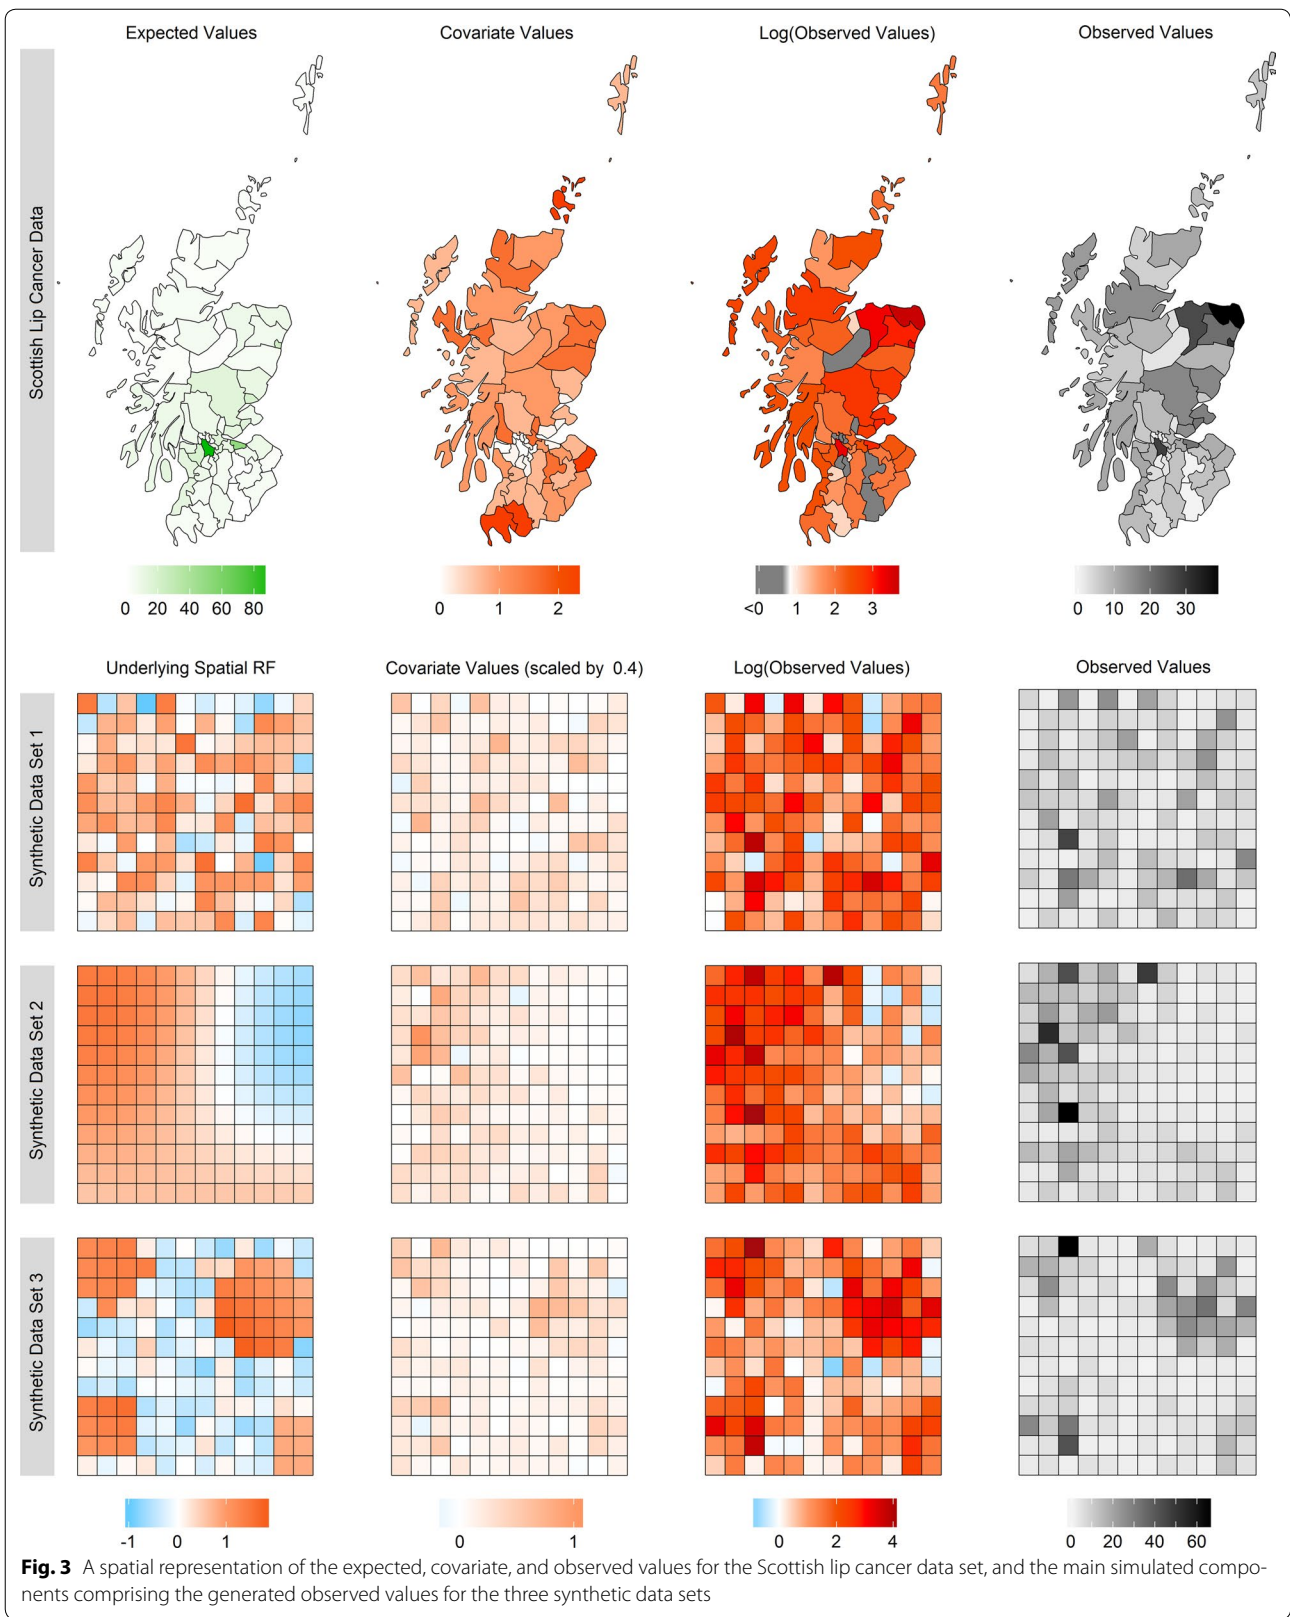 Expected Values
Covariate Values
Log(Observed Values)
Observed Values
Scottish Lip Cancer Data
0 20 40 60 80
0 1 2
<0 1 2 3
0 10 20 30
Underlying Spatial RF
Covariate Values (scaled by 0.4)
Log(Observed Values)
Observed Values
Synthetic Data Set 1
Synthetic Data Set 2
Synthetic Data Set 3
-1 0 1
0 1
0 2 4
0 20 40 60
Fig. 3 A spatial representation of the expected, covariate, and observed values for the Scottish lip cancer data set, and the main simulated compo-
nents comprising the generated observed values for the three synthetic data sets